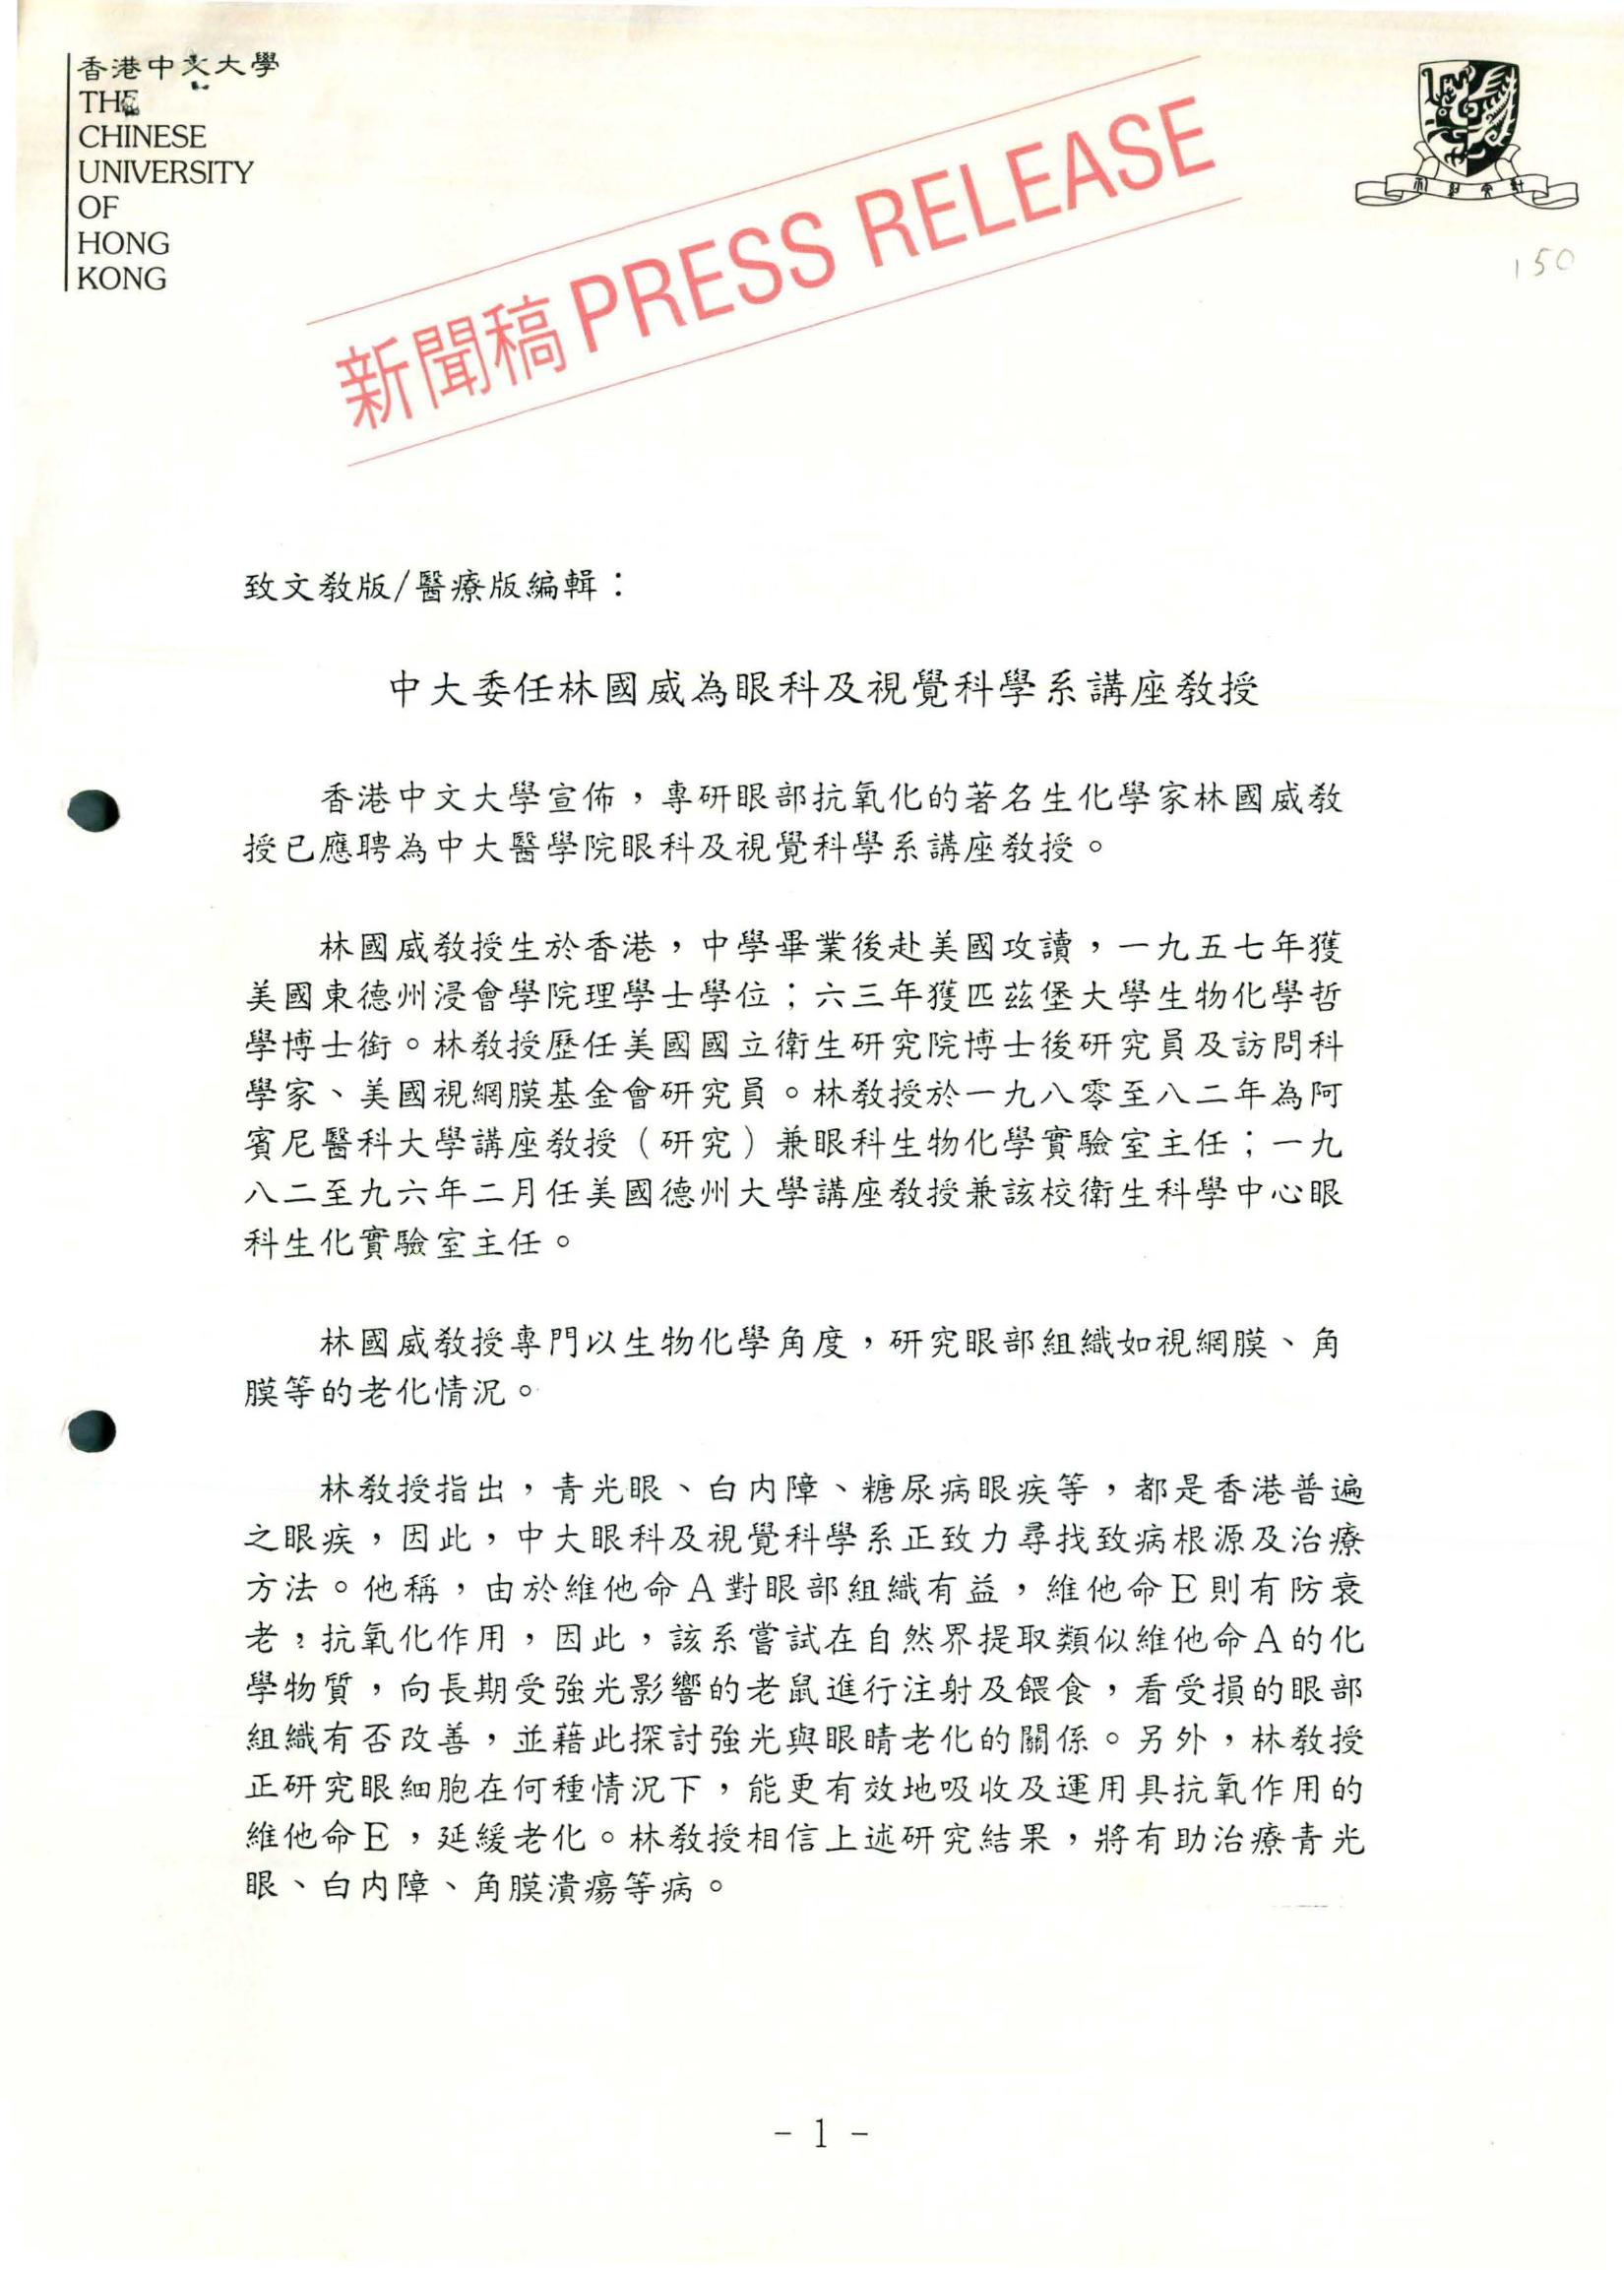 香港中文大學
THE
CHINESE
UNIVERSITY
OF
HONG
KONG
新聞稿 PRESS RELEASE
150
致文教版/醫療版編輯：
中大委任林國威為眼科及視覺科學系講座教授
香港中文大學宣佈，專研眼部抗氧化的著名生化學家林國威教
授已應聘為中大醫學院眼科及視覺科學系講座教授。
林國威教授生於香港，中學畢業後赴美國攻讀，一九五七年獲
美國東德州浸會學院理學士學位；六三年獲匹茲堡大學生物化學哲
學博士銜。林教授歷任美國國立衛生研究院博士後研究員及訪問科
學家、美國視網膜基金會研究員。林教授於一九八零至八二年為阿
賓尼醫科大學講座教授（研究）兼眼科生物化學實驗室主任；一九
八二至九六年二月任美國德州大學講座教授兼該校衛生科學中心眼
科生化實驗室主任。
林國威教授專門以生物化學角度，研究眼部組織如視網膜、角
膜等的老化情況。
林教授指出，青光眼、白內障、糖尿病眼疾等，都是香港普遍
之眼疾，因此，中大眼科及視覺科學系正致力尋找致病根源及治療
方法。他稱，由於維他命A對眼部組織有益，維他命E則有防衰
老，抗氧化作用，因此，該系嘗試在自然界提取類似維他命A的化
學物質，向長期受強光影響的老鼠進行注射及餵食，看受損的眼部
組織有否改善，並藉此探討強光與眼睛老化的關係。另外，林教授
正研究眼細胞在何種情況下，能更有效地吸收及運用具抗氧作用的
維他命E，延緩老化。林教授相信上述研究結果，將有助治療青光
眼、白內障、角膜潰瘍等病。
- 1 -